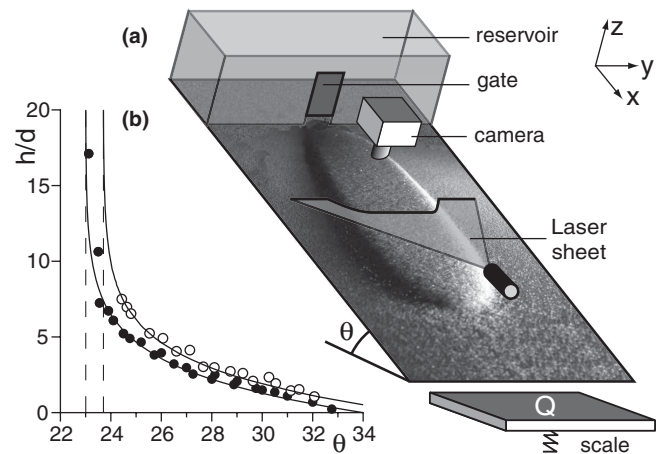 (a)
reservoir
gate
camera
z
y
x
(b)
h/d
20
15
10
5
0
22
24
26
28
30
32
34
θ
Laser
sheet
θ
Q
scale